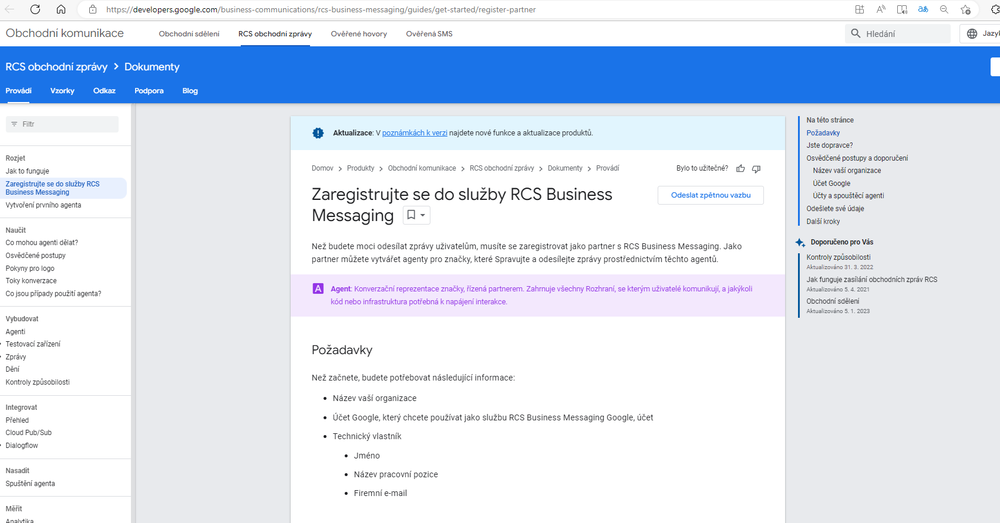 https://developers.google.com/business-communications/rcs-business-messaging/guides/get-started/register-partner
Obchodní komunikace
Obchodní sdělení
RCS obchodní zprávy
Ověřené hovory
Ověřená SMS
Hledání
RCS obchodní zprávy
Dokumenty
Provádí
Vzorky
Odkaz
Podpora
Blog
Filtr
Rozjet
Jak to funguje
Zaregistrujte se do služby RCS
Business Messaging
Vytvoření prvního agenta
Naučit
Co mohou agenti dělat?
Osvědčené postupy
Pokyny pro logo
Toky konverzace
Co jsou případy použití agenta?
Vybudovat
Agenti
Testovací zařízení
Zprávy
Dění
Kontroly způsobilosti
Integrovat
Přehled
Cloud Pub/Sub
Dialogflow
Nasadit
Spuštění agenta
Měřit
Analytika
Aktualizace: V poznámkách k verzi najdete nové funkce a aktualizace produktů.
Domov > Produkty > Obchodní komunikace > RCS obchodní zprávy > Dokumenty > Provádí
Bylo to užitečné?
Zaregistrujte se do služby RCS Business
Messaging
Odeslat zpětnou vazbu
Než budete moci odesílat zprávy uživatelům, musíte se zaregistrovat jako partner s RCS Business Messaging. Jako
partner můžete vytvářet agenty pro značky, které Spravujte a odesílejte zprávy prostřednictvím těchto agentů.
Agent: Konverzační reprezentace značky, řízená partnerem. Zahrnuje všechny Rozhraní, se kterým uživatelé komunikují, a jakýkoli
kód nebo infrastruktura potřebná k napájení interakce.
Požadavky
Než začnete, budete potřebovat následující informace:
Název vaší organizace
Účet Google, který chcete používat jako službu RCS Business Messaging Google, účet
Technický vlastník
Jméno
Název pracovní pozice
Firemní e-mail
Na této stránce
Požadavky
Jste dopravce?
Osvědčené postupy a doporučení
Název vaší organizace
Účet Google
Účty a spouštěcí agenti
Odešlete své údaje
Další kroky
Doporučeno pro Vás
Kontroly způsobilosti
Aktualizováno 31. 3. 2022
Jak funguje zasílání obchodních zpráv RCS
Aktualizováno 5. 4. 2021
Obchodní sdělení
Aktualizováno 5. 1. 2023